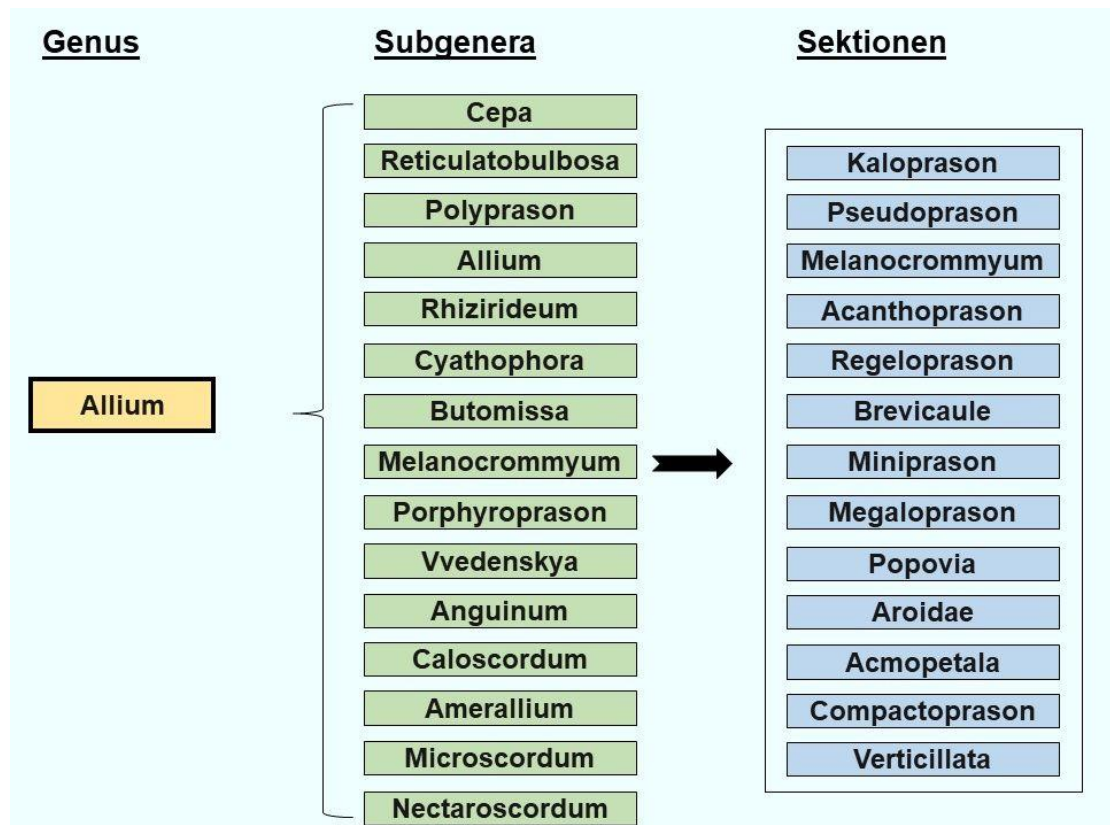 Genus
Subgenera
Sektionen
Allium
Cepa
Reticulatobulbosa
Polyprason
Allium
Rhizirideum
Cyathophora
Butomissa
Melanocrommyum
Porphyroprason
Vvedenskya
Anguinum
Caloscordum
Amerallium
Microscordum
Nectaroscordum
Kaloprason
Pseudoprason
Melanocrommyum
Acanthoprason
Regeloprason
Brevicaule
Miniprason
Megaloprason
Popovia
Aroidae
Acmopetala
Compactoprason
Verticillata